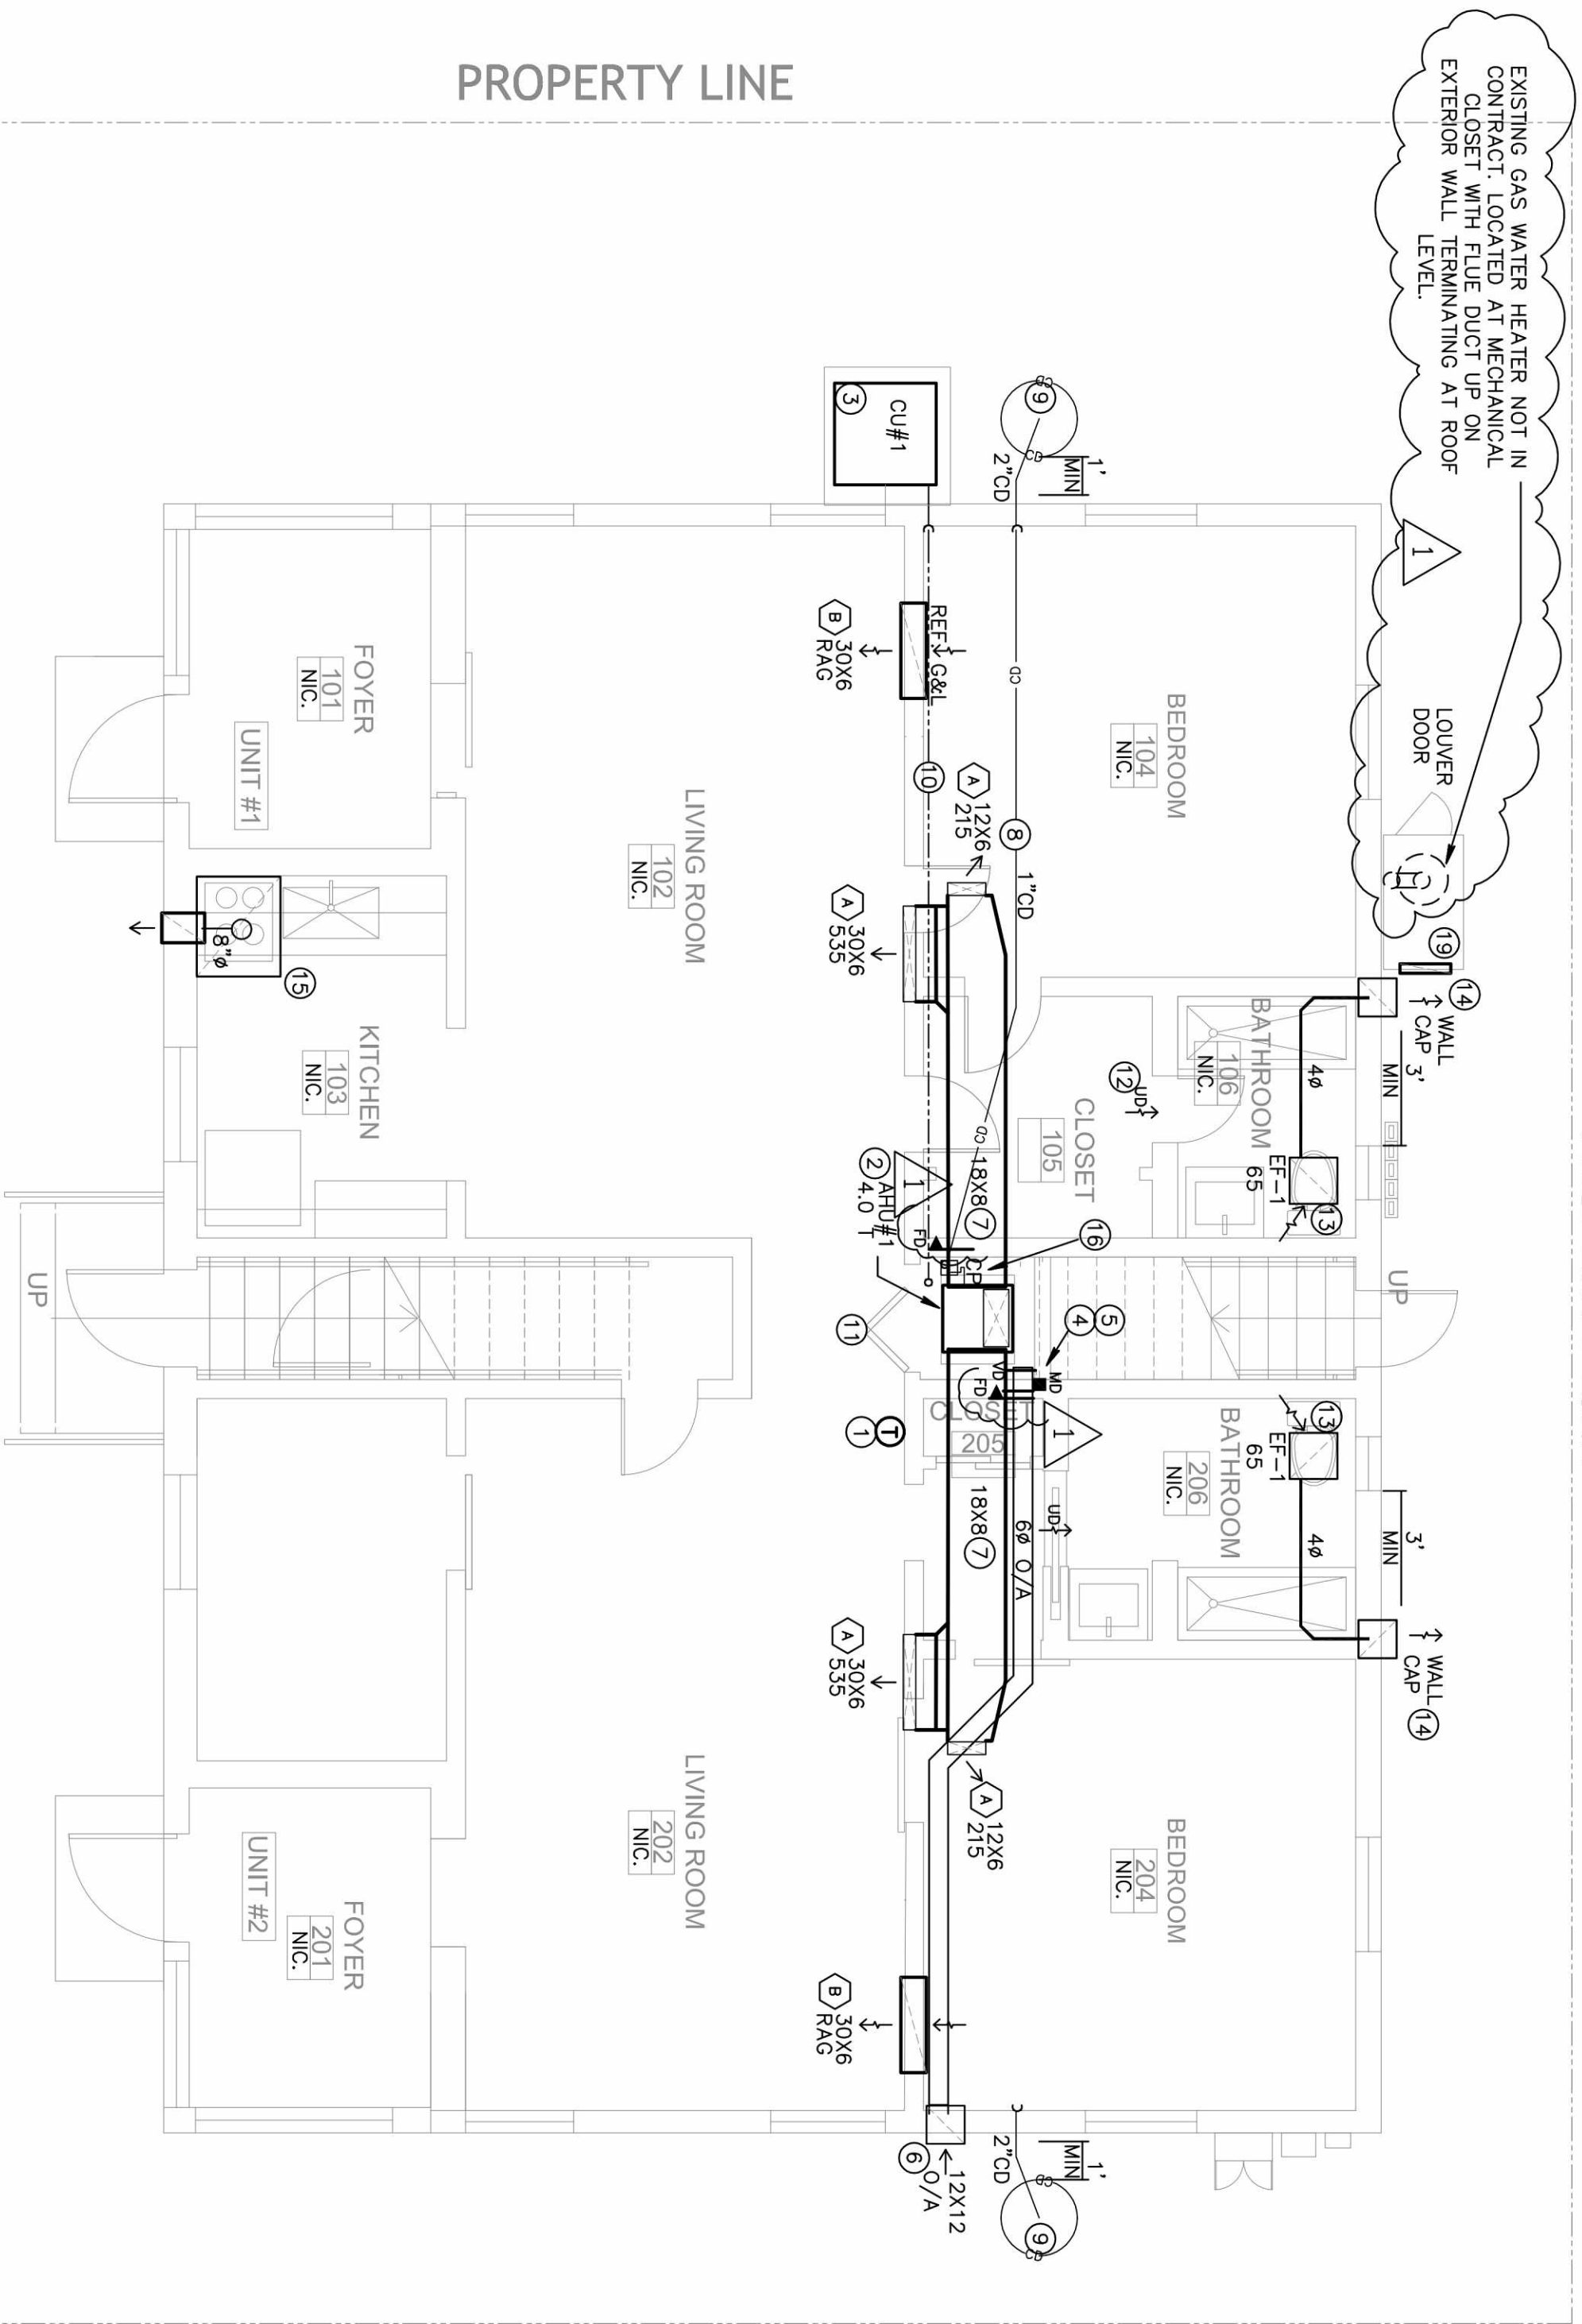 PROPERTY LINE
EXISTING GAS WATER HEATER NOT IN
CONTRACT. LOCATED AT MECHANICAL
CLOSET WITH FLUE DUCT UP ON
EXTERIOR WALL TERMINATING AT ROOF
LEVEL.
1
LOUVER
DOOR
19
14
WALL
CAP
3'
MIN
UP
3'
MIN
WALL
CAP
14
9
CD
CD
1'
MIN
2"CD
CU#1
3
CD
8
1"CD
REF. G&L
10
B
30X6
RAG
BEDROOM
104
NIC.
A
12X6
215
A
30X6
535
BATHROOM
106
NIC.
4ø
EF-1
65
13
12
UD
CLOSET
105
CD
18X8
7
1
2
AHU#1
4.0 T
FD
CP
16
11
5
4
VD
MD
FD
1
CLOSET
205
T
1
13
EF-1
65
BATHROOM
206
NIC.
4ø
UD
6ø O/A
18X8
7
A
30X6
535
A
12X6
215
BEDROOM
204
NIC.
B
30X6
RAG
12X12
O/A
6
2"CD
1'
MIN
CD
9
CD
FOYER
101
NIC.
UNIT #1
LIVING ROOM
102
NIC.
8"ø
15
KITCHEN
103
NIC.
UP
LIVING ROOM
202
NIC.
UNIT #2
FOYER
201
NIC.